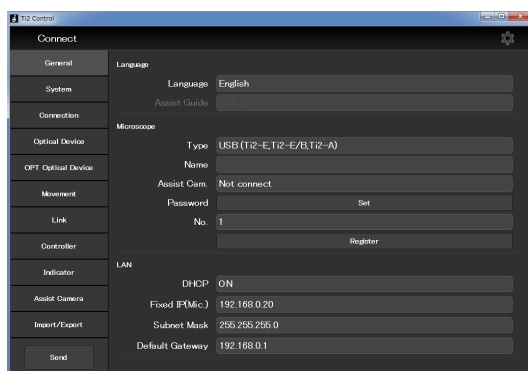 Ti2 Control
Connect
General
System
Connection
Optical Device
OPT Optical Device
Movement
Link
Controller
Indicator
Assist Camera
Import/Export
Send
Language
Language English
Assist Guide
Microscope
Type USB (Ti2-E,Ti2-E/B,Ti2-A)
Name
Assist Cam. Not connect
Password Set
No. 1
Register
LAN
DHCP ON
Fixed IP(Mic.) 192.168.0.20
Subnet Mask 255.255.255.0
Default Gateway 192.168.0.1